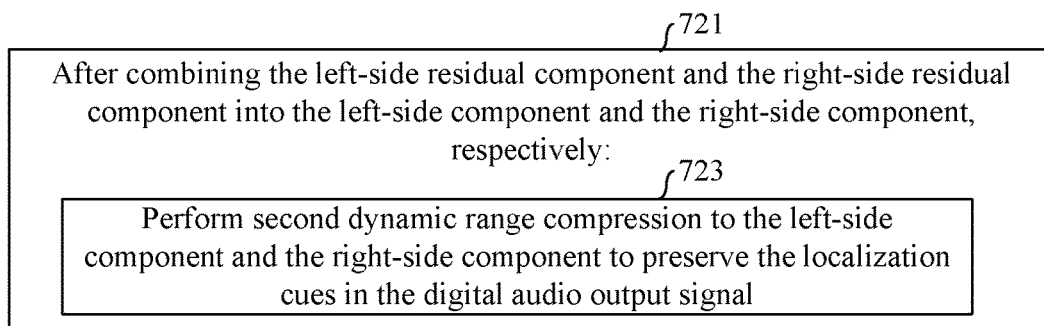 721
After combining the left-side residual component and the right-side residual
component into the left-side component and the right-side component,
respectively:
723
Perform second dynamic range compression to the left-side
component and the right-side component to preserve the localization
cues in the digital audio output signal